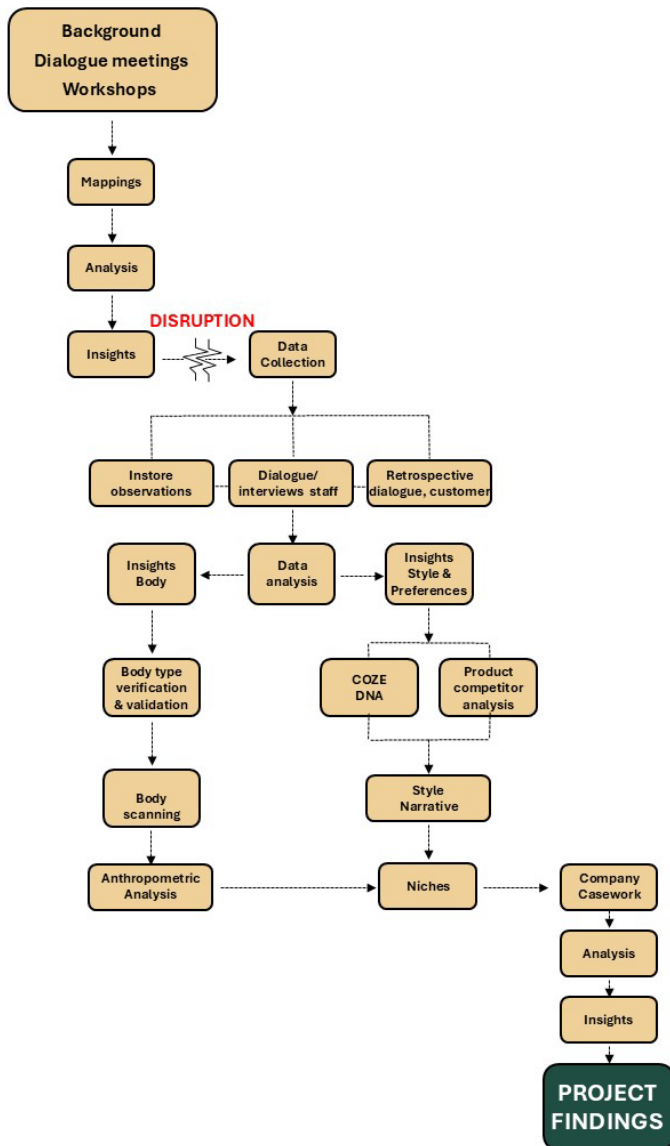 Background
Dialogue meetings
Workshops
Mappings
Analysis
DISRUPTION
Insights
Data
Collection
Instore
observations
Dialogue/
interviews staff
Retrospective
dialogue, customer
Insights
Body
Data
analysis
Insights
Style &
Preferences
Body type
verification
& validation
COZE
DNA
Product
competitor
analysis
Body
scanning
Style
Narrative
Anthropometric
Analysis
Niches
Company
Casework
Analysis
Insights
PROJECT
FINDINGS